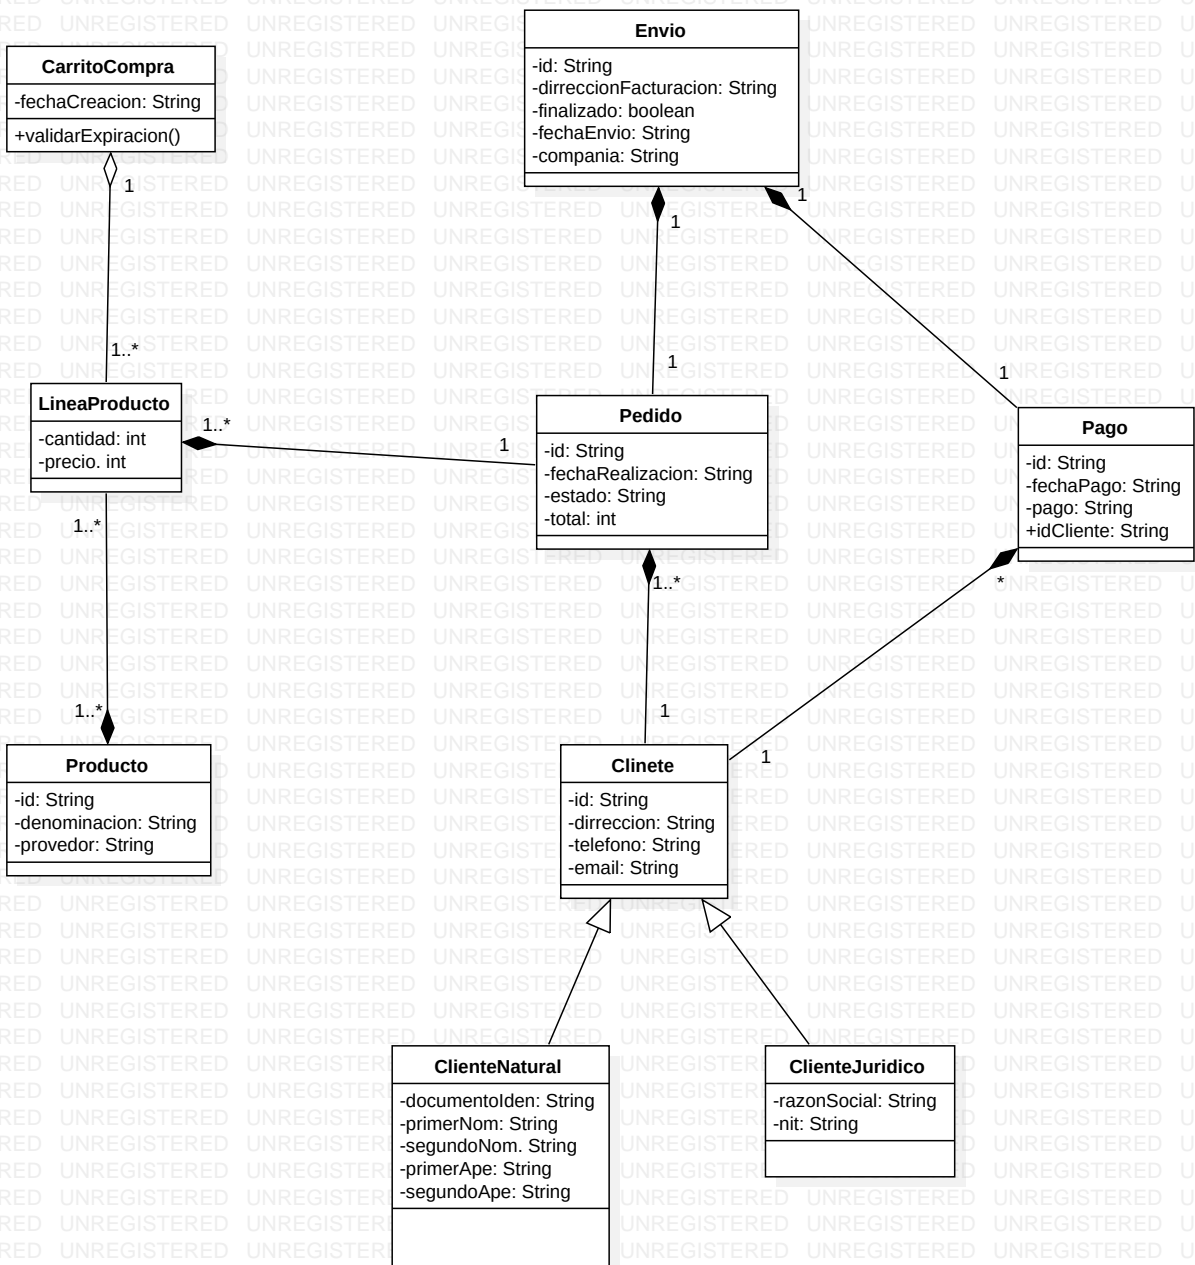 Envio
-id: String
-dirreccionFacturacion: String
-finalizado: boolean
-fechaEnvio: String
-compania: String
CarritoCompra
-fechaCreacion: String
+validarExpiracion()
1
1
1
1..*
1
1
LineaProducto
-cantidad: int
-precio. int
1..*
1
Pedido
-id: String
-fechaRealizacion: String
-estado: String
-total: int
Pago
-id: String
-fechaPago: String
-pago: String
+idCliente: String
1..*
1..*
*
1..*
1
1
Producto
-id: String
-denominacion: String
-provedor: String
Clinete
-id: String
-dirreccion: String
-telefono: String
-email: String
ClienteNatural
-documentoIden: String
-primerNom: String
-segundoNom. String
-primerApe: String
-segundoApe: String
ClienteJuridico
-razonSocial: String
-nit: String
UNREGISTERED